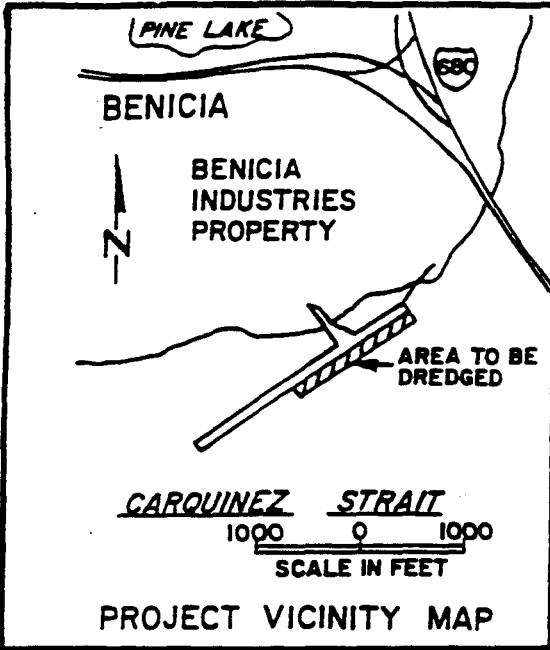 PINE LAKE
680
BENICIA
BENICIA
INDUSTRIES
PROPERTY
N
AREA TO BE
DREDGED
CARQUINEZ STRAIT
1000 0 1000
SCALE IN FEET
PROJECT VICINITY MAP